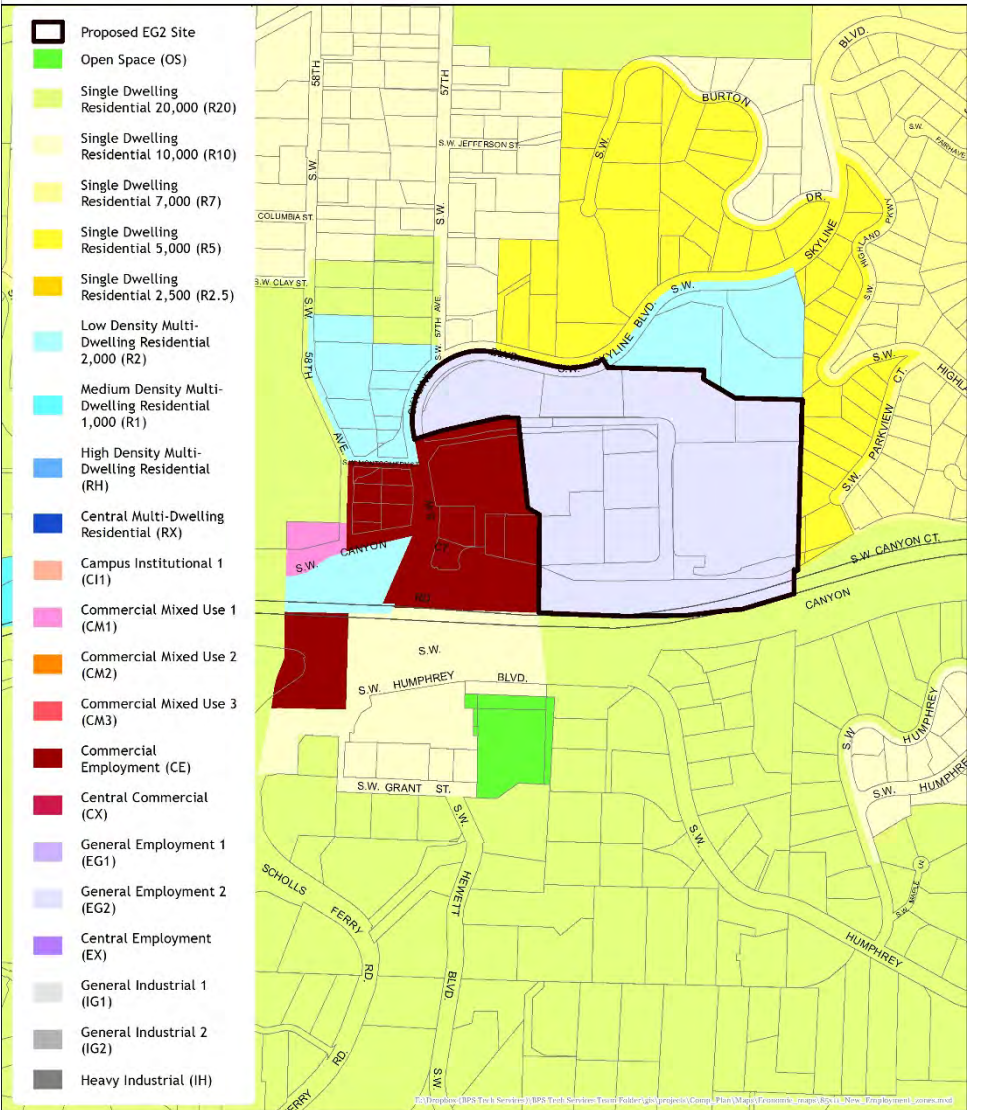 Proposed EG2 Site
Open Space (OS)
Single Dwelling
Residential 20,000 (R20)
Single Dwelling
Residential 10,000 (R10)
Single Dwelling
Residential 7,000 (R7)
Single Dwelling
Residential 5,000 (R5)
Single Dwelling
Residential 2,500 (R2.5)
Low Density Multi-
Dwelling Residential
2,000 (R2)
Medium Density Multi-
Dwelling Residential
1,000 (R1)
High Density Multi-
Dwelling Residential
(RH)
Central Multi-Dwelling
Residential (RX)
Campus Institutional 1
(CI1)
Commercial Mixed Use 1
(CM1)
Commercial Mixed Use 2
(CM2)
Commercial Mixed Use 3
(CM3)
Commercial
Employment (CE)
Central Commercial
(CX)
General Employment 1
(EG1)
General Employment 2
(EG2)
Central Employment
(EX)
General Industrial 1
(IG1)
General Industrial 2
(IG2)
Heavy Industrial (IH)
S.W. 58TH
S.W. 57TH
BLVD.
S.W. BURTON
S.W. JEFFERSON ST.
S.W. FAIRHAVE
COLUMBIA ST.
DR.
SKYLINE
S.W. HIGHLAND PKWY
S.W. CLAY ST.
S.W. 57TH AVE.
S.W. 58TH AVE
S.W.
SKYLINE BLVD.
BLVD.
S.W.
S.W.
HIGHLA
S.W. PARKVIEW CT.
S.W.
S.W. CANYON CT.
S.W. CANYON CT.
CANYON
RD.
S.W.
S.W. HUMPHREY BLVD.
S.W. HUMPHREY
S.W. HUMPHRE
S.W. GRANT ST.
S.W. HEWETT BLVD.
S.W.
SCHOLLS FERRY RD.
FERRY
S.W. HUMPHREY
S.W. MAPLE LN